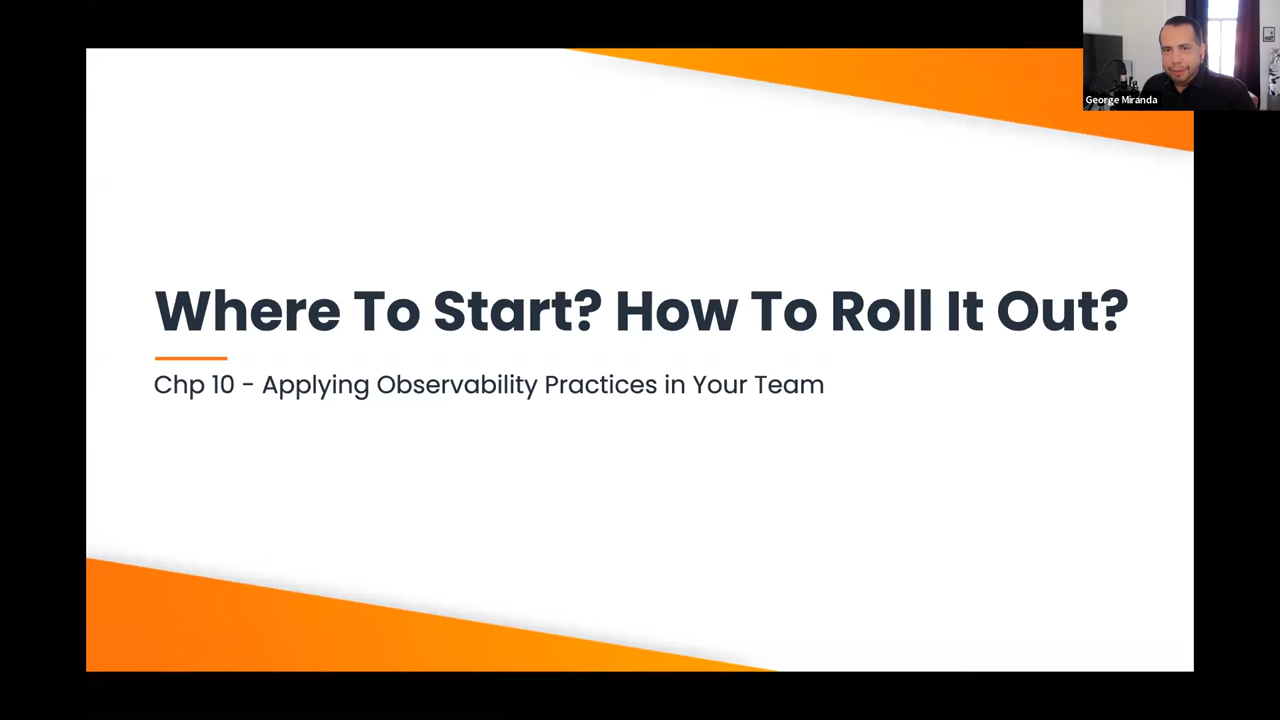 George Miranda
Where To Start? How To Roll It Out?
Chp 10 - Applying Observability Practices in Your Team